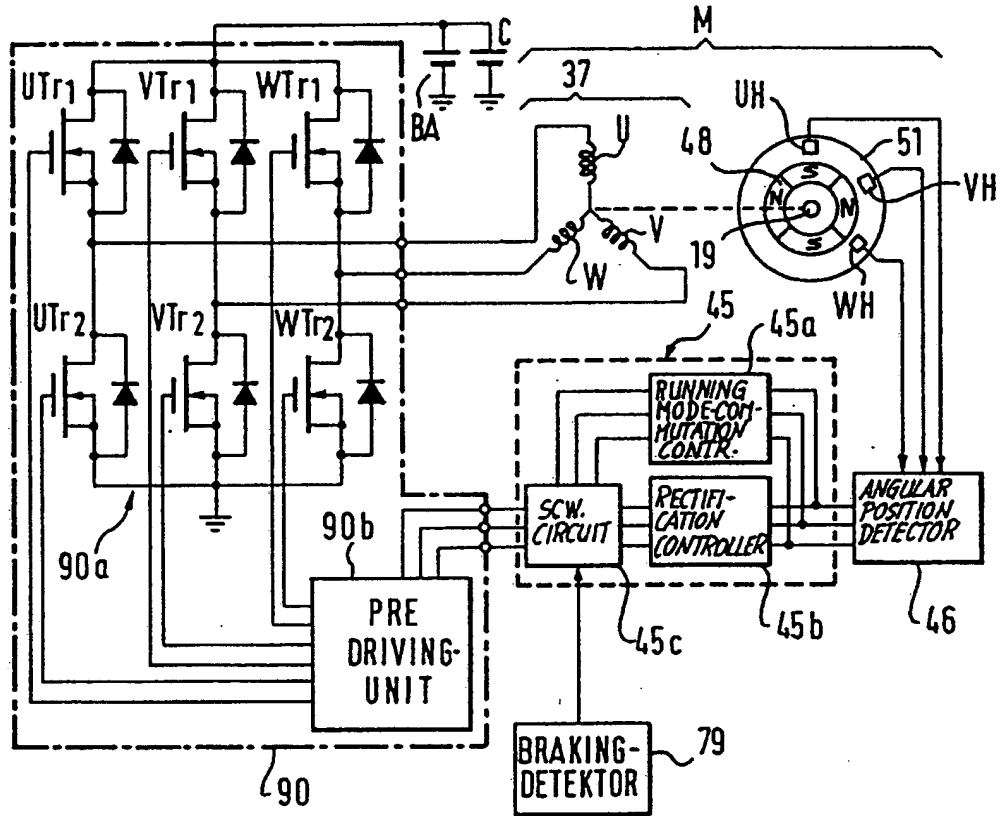 M
C
BA
37
UTr1
VTr1
WTr1
U
V
W
UH
48
51
VH
S
N
N
S
19
WH
UTr2
VTr2
WTr2
45
45a
RUNNING
MODE-COM-
MUTATION
CONTR.
SCW.
CIRCUIT
RECTIFI-
CATION
CONTROLLER
ANGULAR
POSITION
DETECTOR
90a
90b
PRE
DRIVING-
UNIT
45c
45b
46
BRAKING-
DETEKTOR
79
90